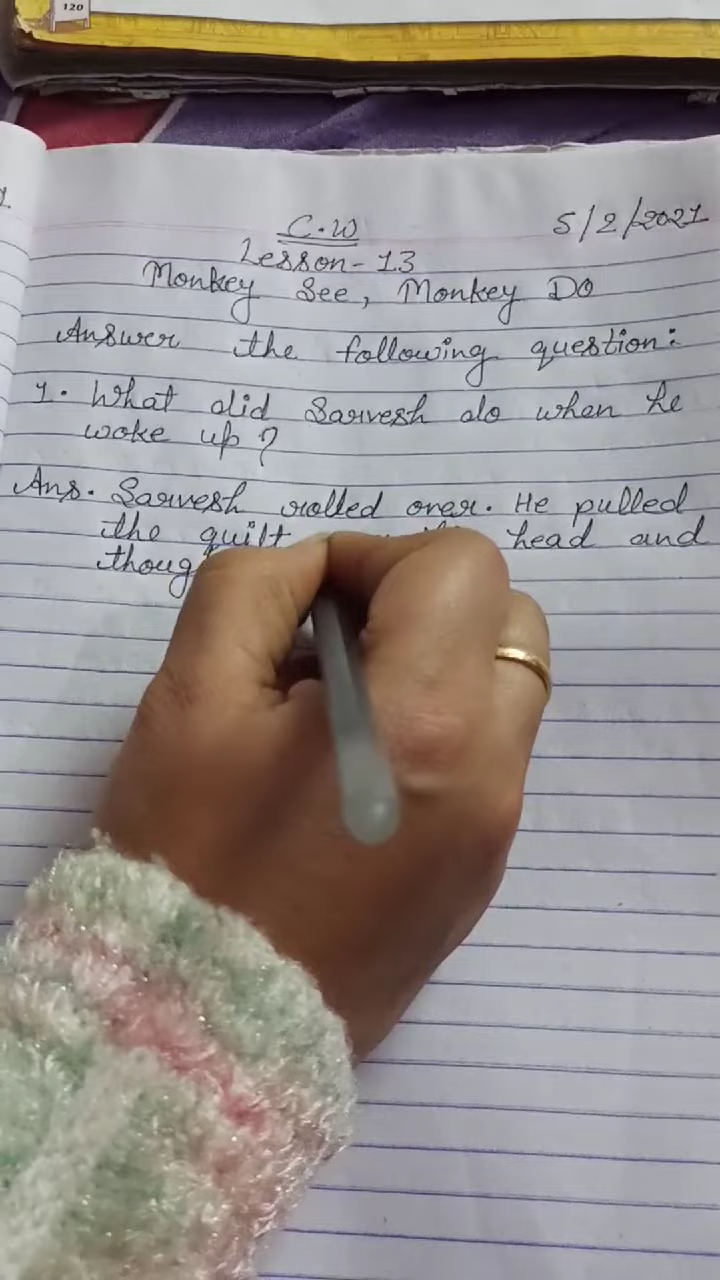 120
C.W
5/2/2021
Lesson-13
Monkey See, Monkey Do
Answer the following question:
1. What did Sarvesh do when he
woke up?
Ans. Sarvesh rolled over. He pulled
the quilt head and